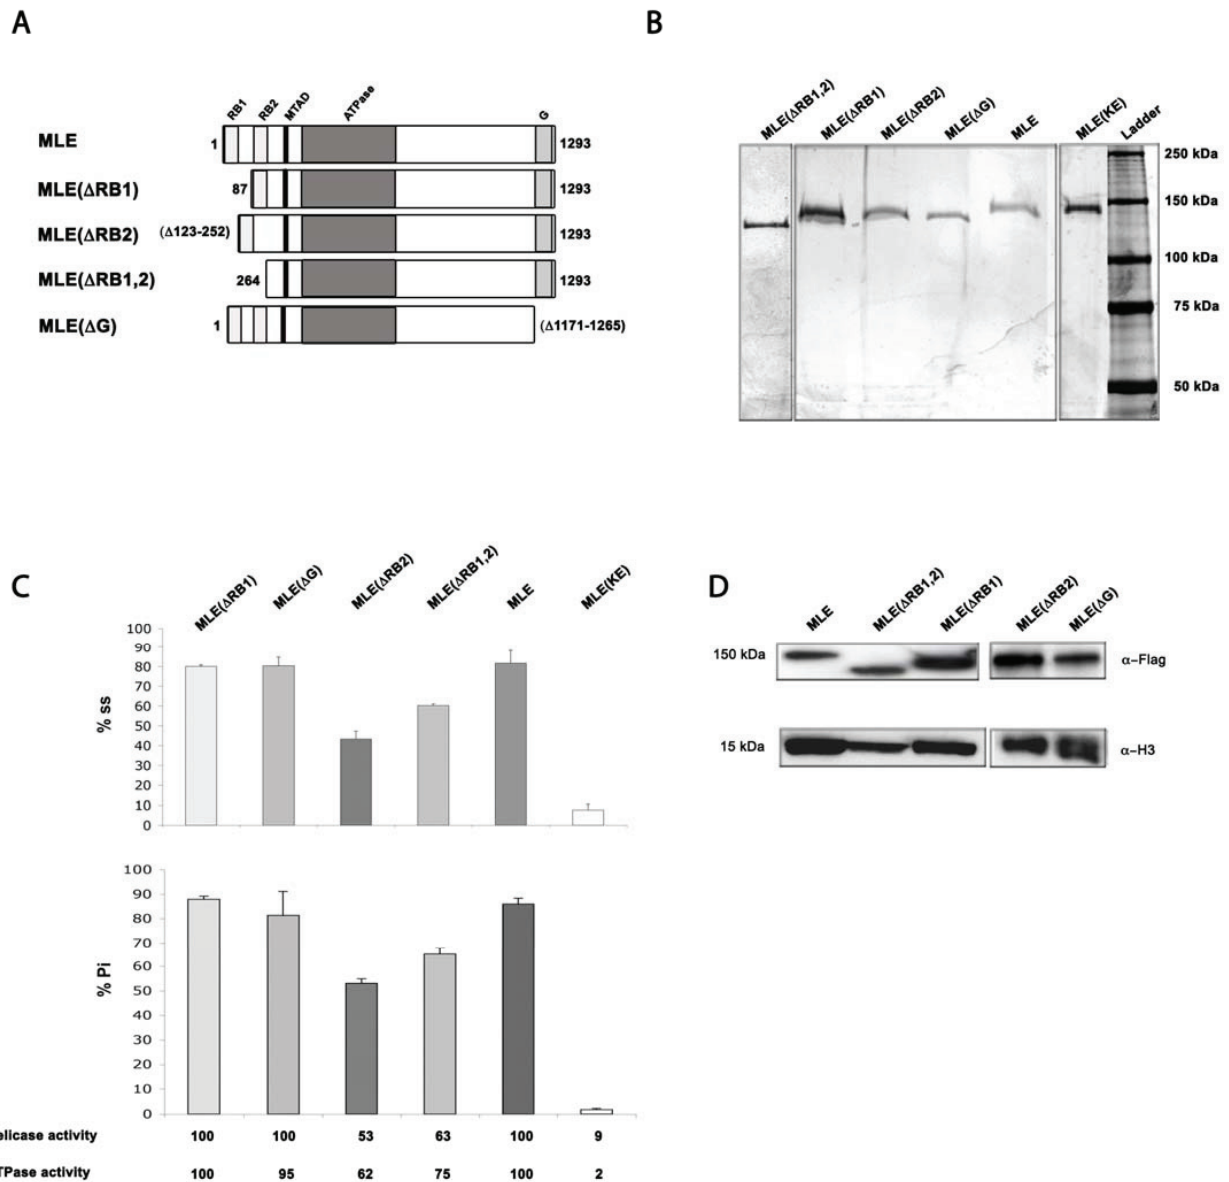 A
RB1 RB2 MTAD ATPase G
MLE 1 1293
MLE(ΔRB1) 87 1293
MLE(ΔRB2) (Δ123-252) 1293
MLE(ΔRB1,2) 264 1293
MLE(ΔG) 1 (Δ1171-1265)
B
MLE(ΔRB1,2) MLE(ΔRB1) MLE(ΔRB2) MLE(ΔG) MLE MLE(KE) Ladder
250 kDa
150 kDa
100 kDa
75 kDa
50 kDa
C
MLE(ΔRB1) MLE(ΔG) MLE(ΔRB2) MLE(ΔRB1,2) MLE MLE(KE)
% ss
100
90
80
70
60
50
40
30
20
10
0
% Pi
100
90
80
70
60
50
40
30
20
10
0
elicase activity 100 100 53 63 100 9
TPase activity 100 95 62 75 100 2
D
MLE MLE(ΔRB1,2) MLE(ΔRB1) MLE(ΔRB2) MLE(ΔG)
150 kDa α–Flag
15 kDa α–H3